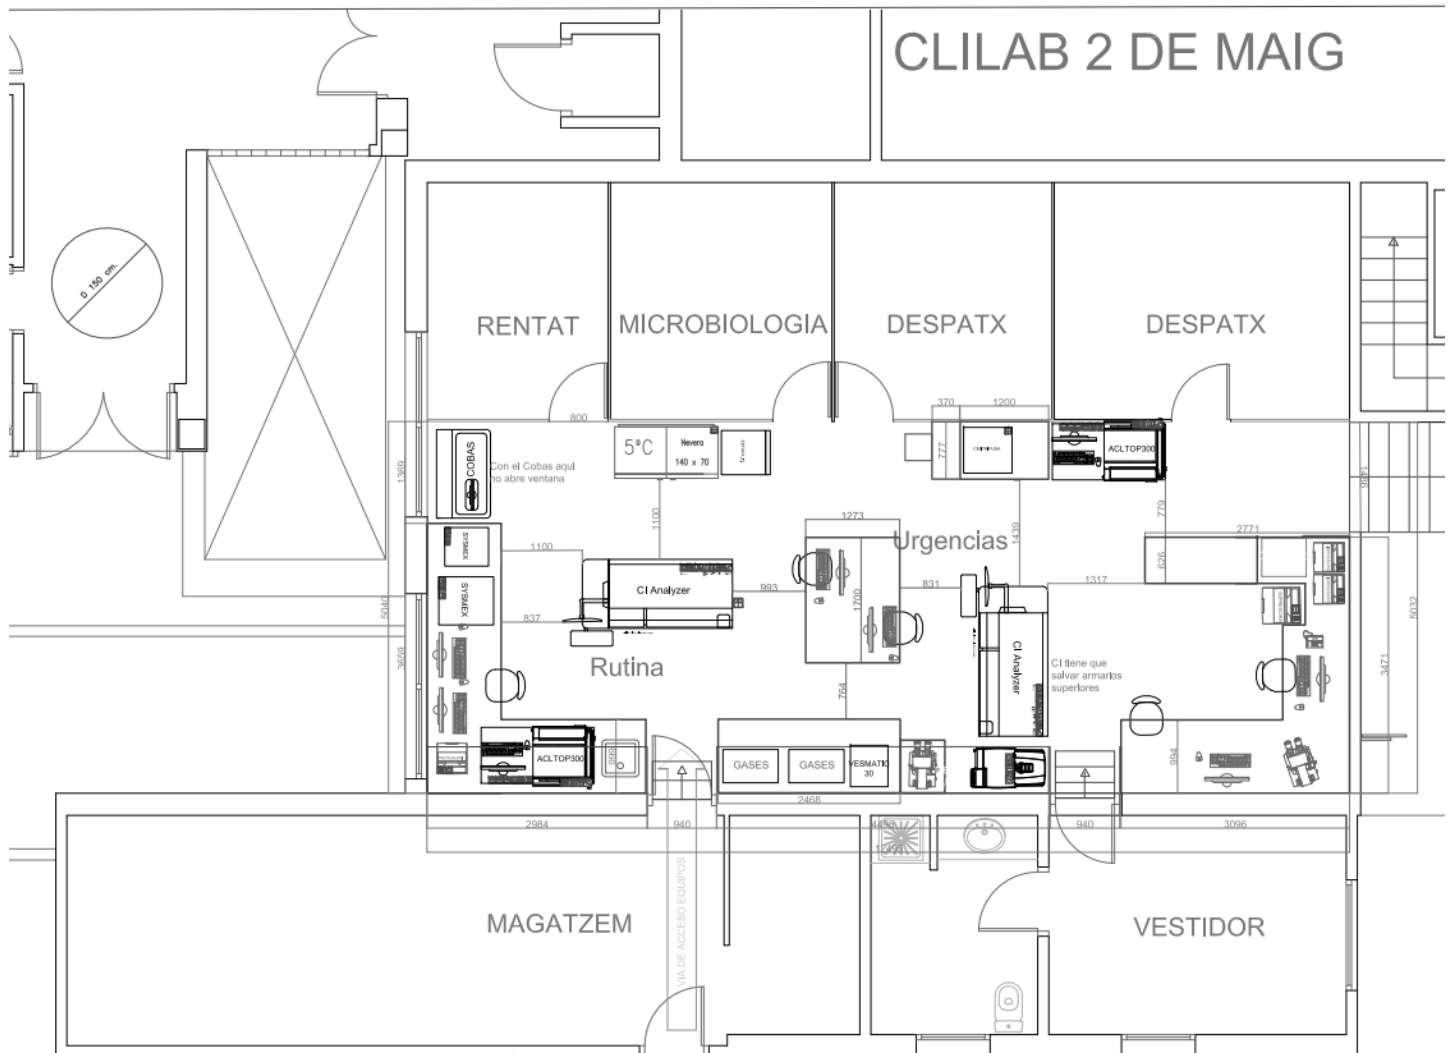 CLILAB 2 DE MAIG
D 150 cm.
RENTAT
MICROBIOLOGIA
DESPATX
DESPATX
800
370
1200
COBAS
Con el Cobas aqui
no abre ventana
5ºC
Nevera
140 x 70
777
ACLTOP300
1369
1100
1439
779
1273
Urgencias
2771
626
SYSMEX
1100
SYSMEX
CI Analyzer
993
831
1317
1700
837
5040
5032
3659
Rutina
764
CI Analyzer
CI tiene que
salvar armarios
superiores
3471
ACLTOP300
GASES
GASES
VESMATIC
30
994
2468
2984
940
4498
940
3096
VIA DE ACCESO EQUIPOS
MAGATZEM
VESTIDOR